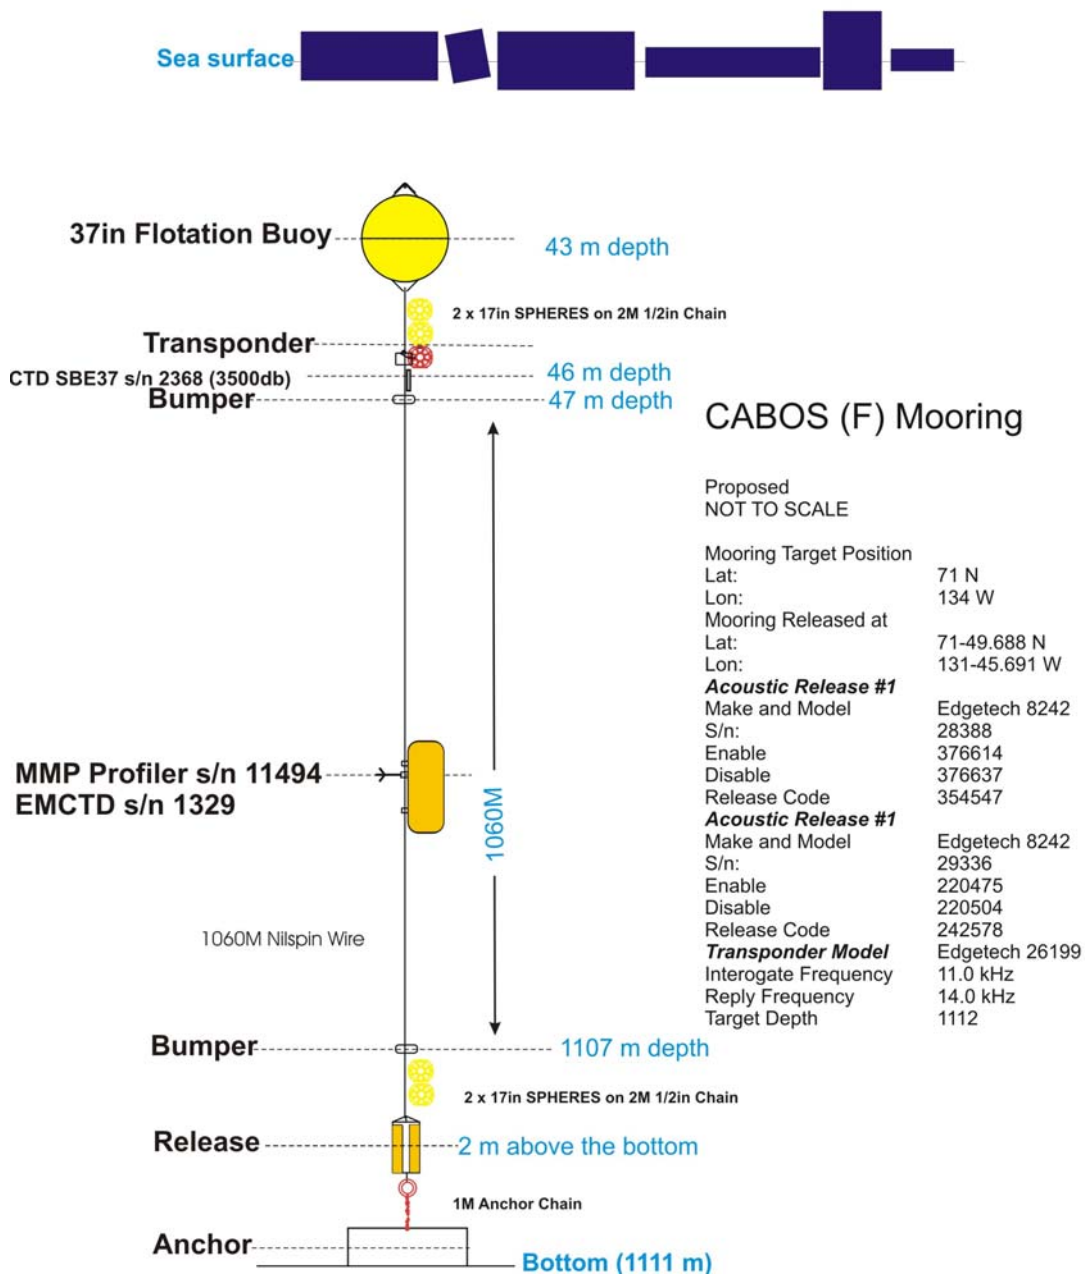 Sea surface
37in Flotation Buoy
43 m depth
2 x 17in SPHERES on 2M 1/2in Chain
Transponder
CTD SBE37 s/n 2368 (3500db)
46 m depth
Bumper
47 m depth
CABOS (F) Mooring
Proposed
NOT TO SCALE
Mooring Target Position
Lat: 71 N
Lon: 134 W
Mooring Released at
Lat: 71-49.688 N
Lon: 131-45.691 W
Acoustic Release #1
Make and Model Edgetech 8242
S/n: 28388
Enable 376614
Disable 376637
Release Code 354547
Acoustic Release #1
Make and Model Edgetech 8242
S/n: 29336
Enable 220475
Disable 220504
Release Code 242578
Transponder Model Edgetech 26199
Interogate Frequency 11.0 kHz
Reply Frequency 14.0 kHz
Target Depth 1112
MMP Profiler s/n 11494
EMCTD s/n 1329
1060M
1060M Nilspin Wire
Bumper
1107 m depth
2 x 17in SPHERES on 2M 1/2in Chain
Release
2 m above the bottom
1M Anchor Chain
Anchor
Bottom (1111 m)